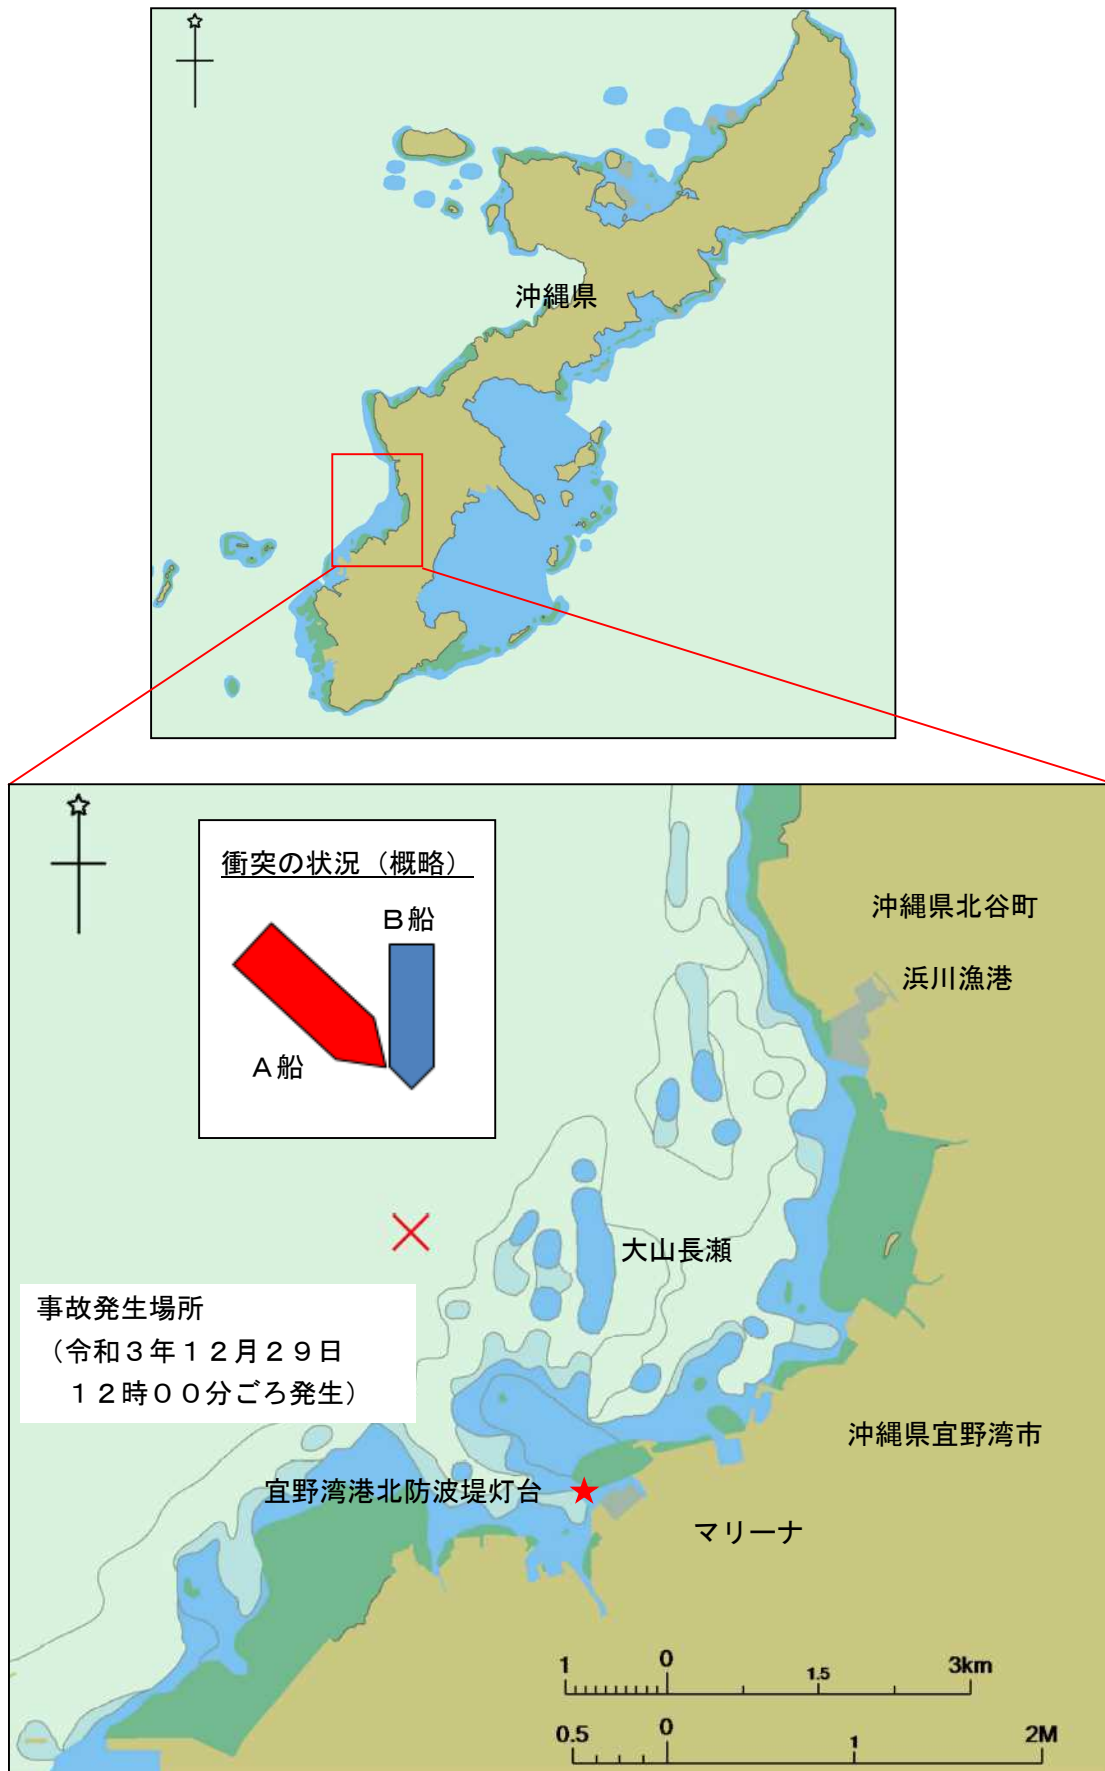 沖縄県
衝突の状況（概略）
Ｂ船
Ａ船
沖縄県北谷町
浜川漁港
大山長瀬
事故発生場所
（令和３年１２月２９日
１２時００分ごろ発生）
沖縄県宜野湾市
宜野湾港北防波堤灯台
マリーナ
1 0 1.5 3km
0.5 0 1 2M